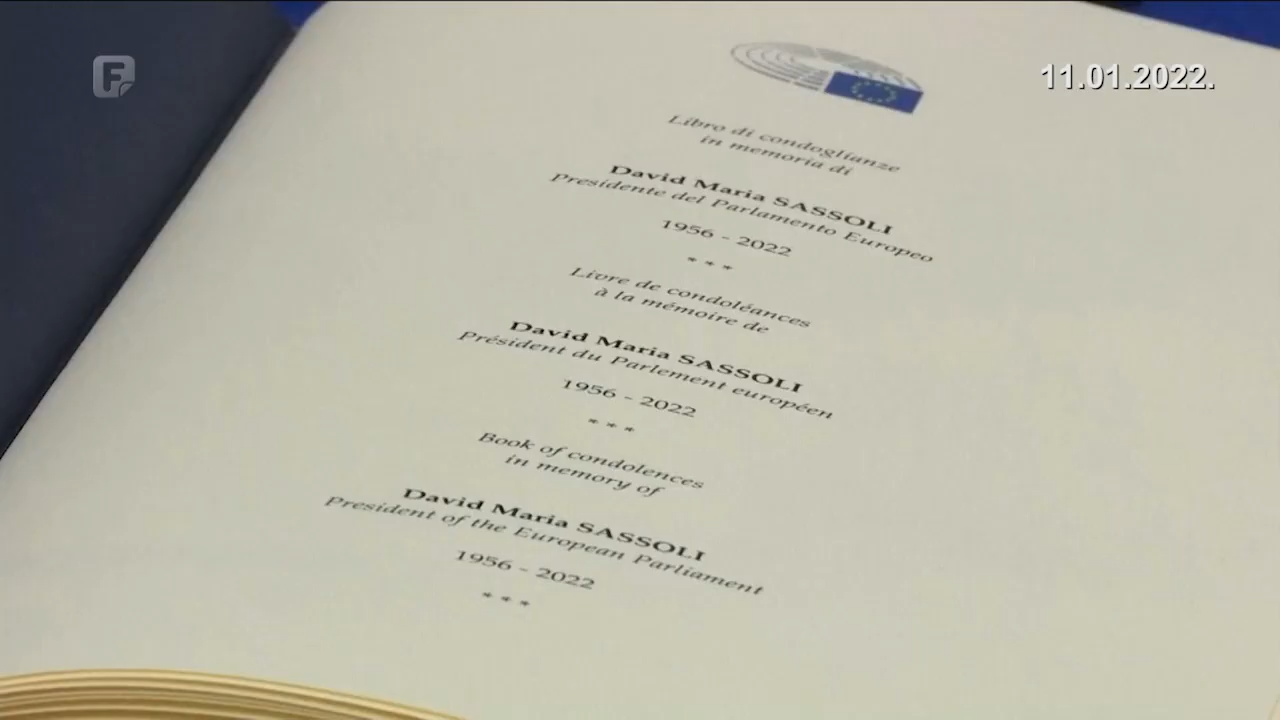 F
11.01.2022.
Libro di condoglianze
in memoria di
David Maria SASSOLI
Presidente del Parlamento Europeo
1956 - 2022
* * *
Livre de condoléances
à la mémoire de
David Maria SASSOLI
Président du Parlement européen
1956 - 2022
* * *
Book of condolences
in memory of
David Maria SASSOLI
President of the European Parliament
1956 - 2022
* * *